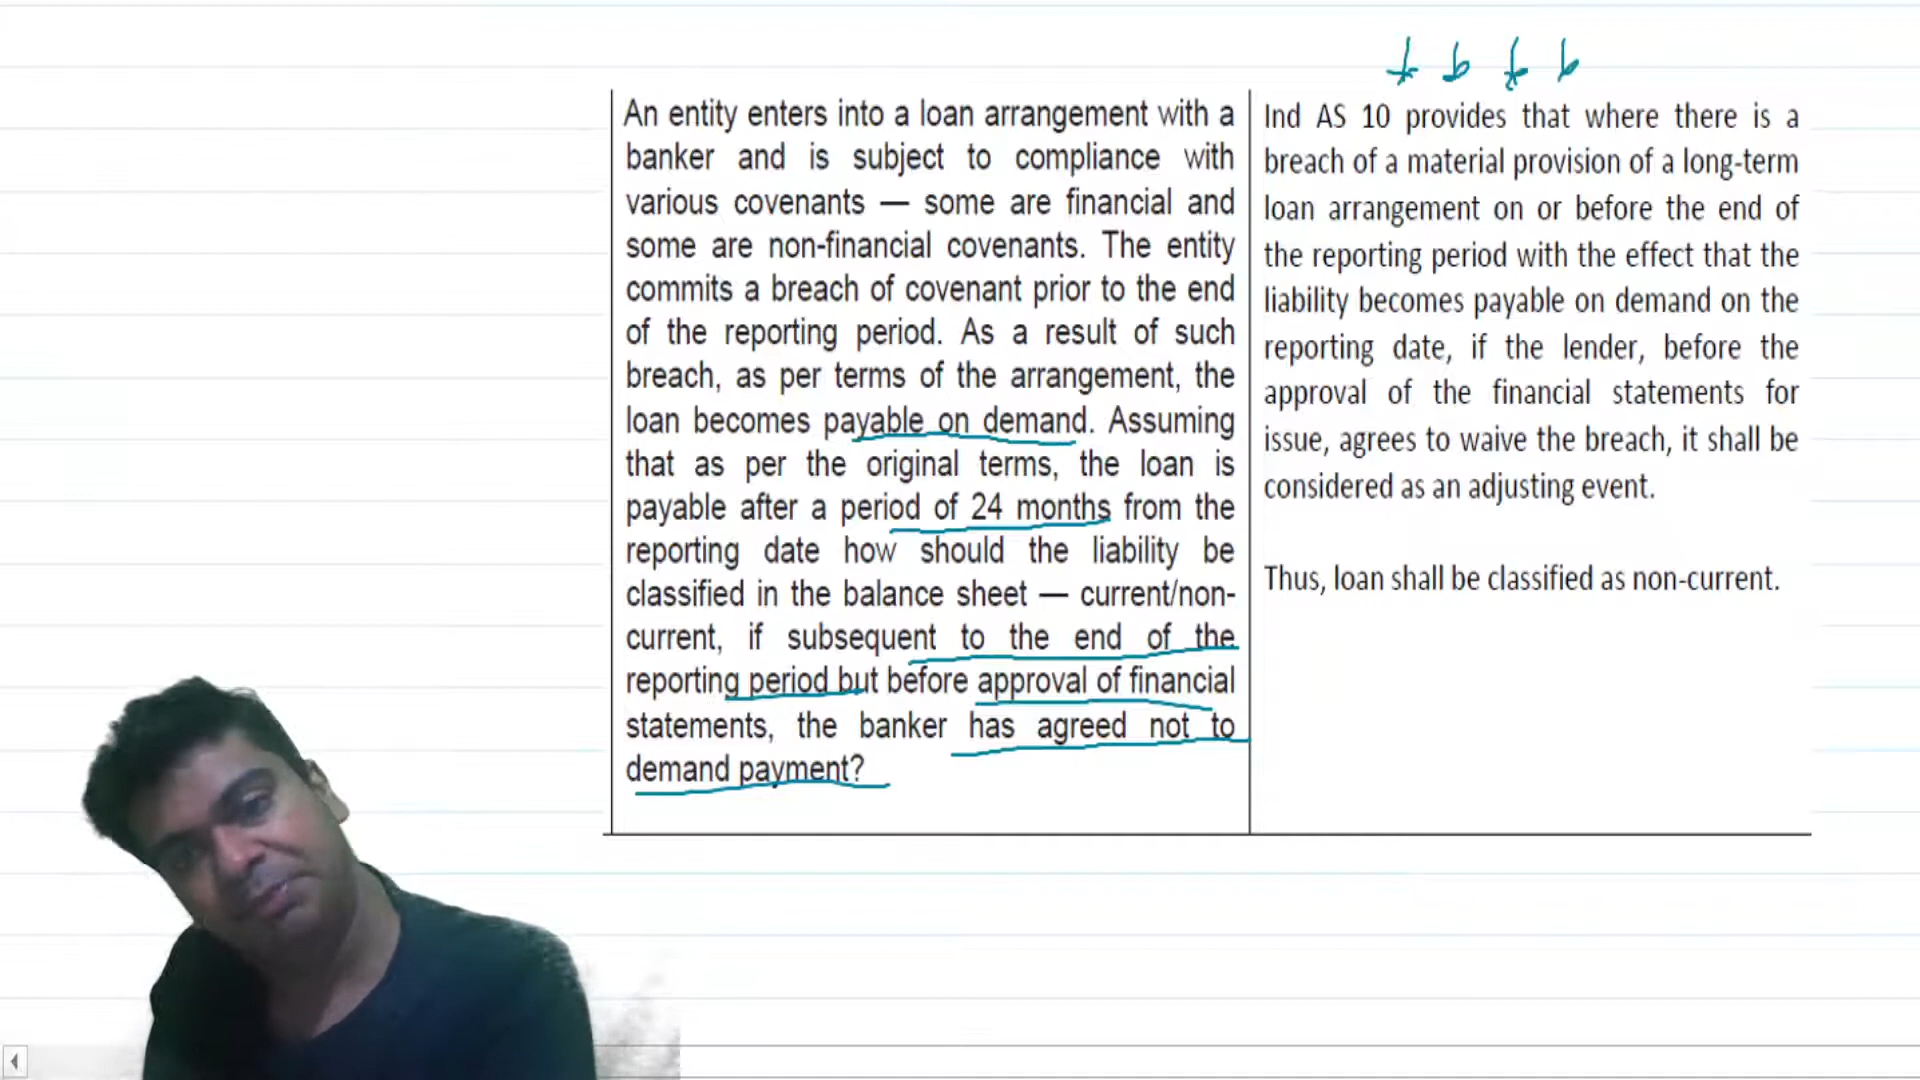 An entity enters into a loan arrangement with a
banker and is subject to compliance with
various covenants — some are financial and
some are non-financial covenants. The entity
commits a breach of covenant prior to the end
of the reporting period. As a result of such
breach, as per terms of the arrangement, the
loan becomes payable on demand. Assuming
that as per the original terms, the loan is
payable after a period of 24 months from the
reporting date how should the liability be
classified in the balance sheet — current/non-
current, if subsequent to the end of the
reporting period but before approval of financial
statements, the banker has agreed not to
demand payment?
Ind AS 10 provides that where there is a
breach of a material provision of a long-term
loan arrangement on or before the end of
the reporting period with the effect that the
liability becomes payable on demand on the
reporting date, if the lender, before the
approval of the financial statements for
issue, agrees to waive the breach, it shall be
considered as an adjusting event.
Thus, loan shall be classified as non-current.